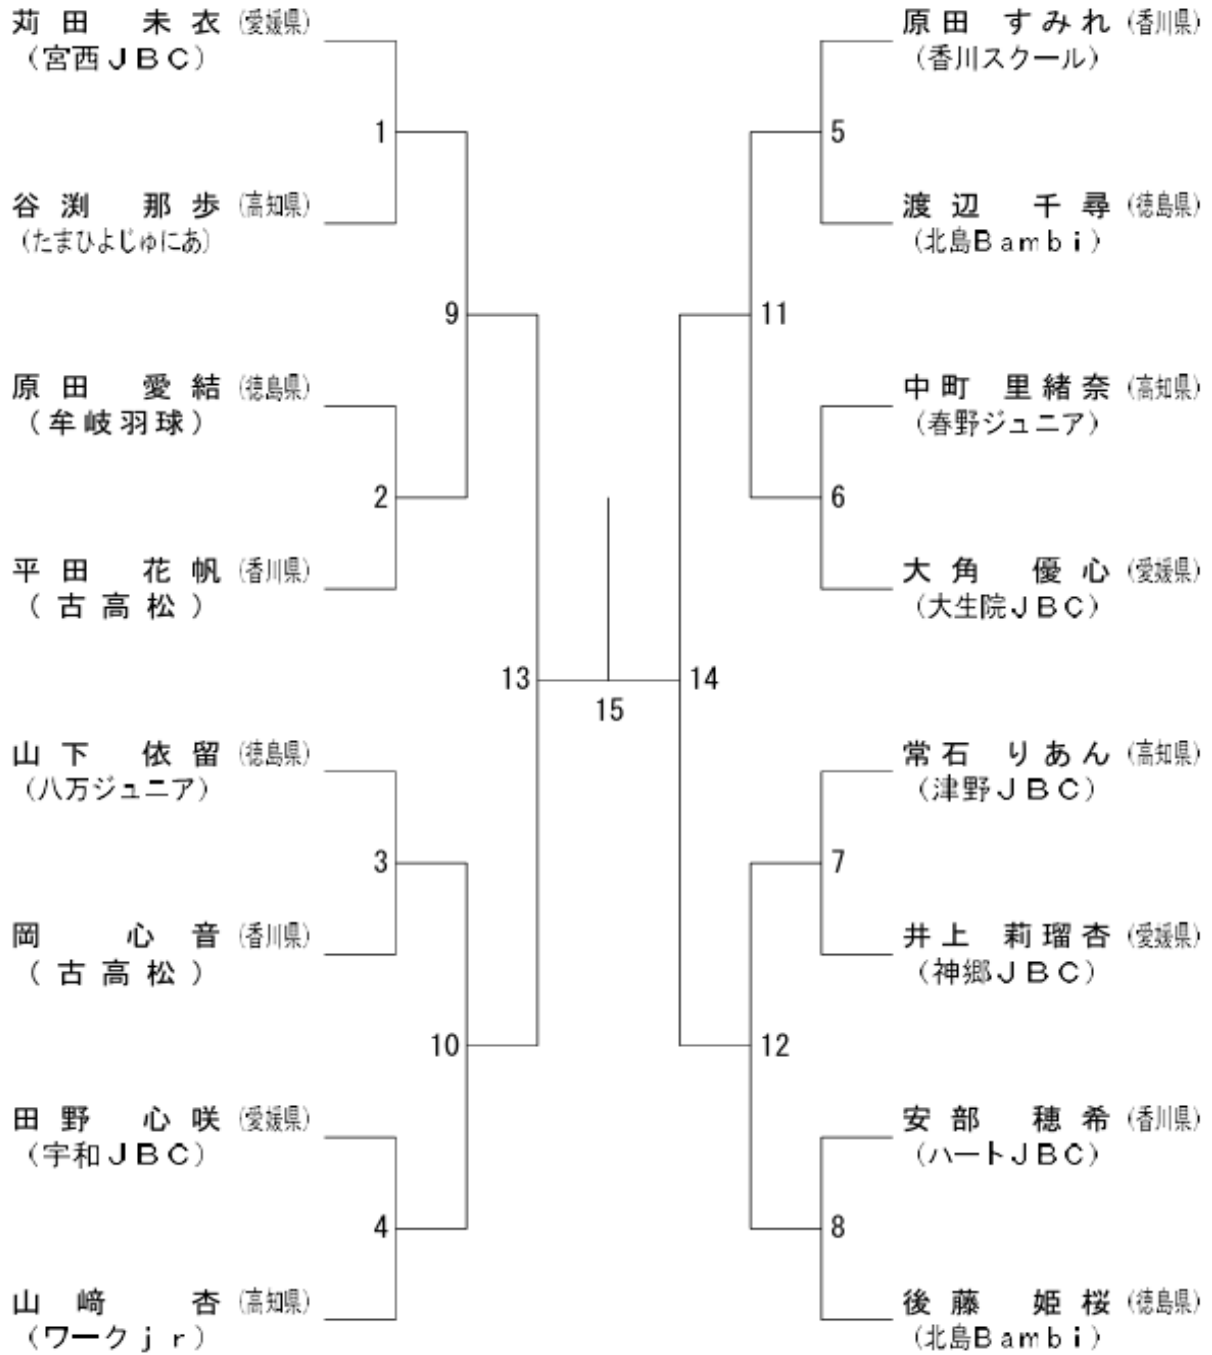 苅田 未衣 (愛媛県)
(宮西JBC)
1
谷渕 那歩 (高知県)
(たまひよじゅにあ)
9
原田 愛結 (徳島県)
(牟岐羽球)
2
平田 花帆 (香川県)
(古高松)
13
山下 依留 (徳島県)
(八万ジュニア)
3
岡 心音 (香川県)
(古高松)
10
田野 心咲 (愛媛県)
(宇和JBC)
4
山﨑 杏 (高知県)
(ワークjr)
15
原田 すみれ (香川県)
(香川スクール)
5
渡辺 千尋 (徳島県)
(北島Bambi)
11
中町 里緒奈 (高知県)
(春野ジュニア)
6
大角 優心 (愛媛県)
(大生院JBC)
14
常石 りあん (高知県)
(津野JBC)
7
井上 莉瑠杏 (愛媛県)
(神郷JBC)
12
安部 穂希 (香川県)
(ハートJBC)
8
後藤 姫桜 (徳島県)
(北島Bambi)